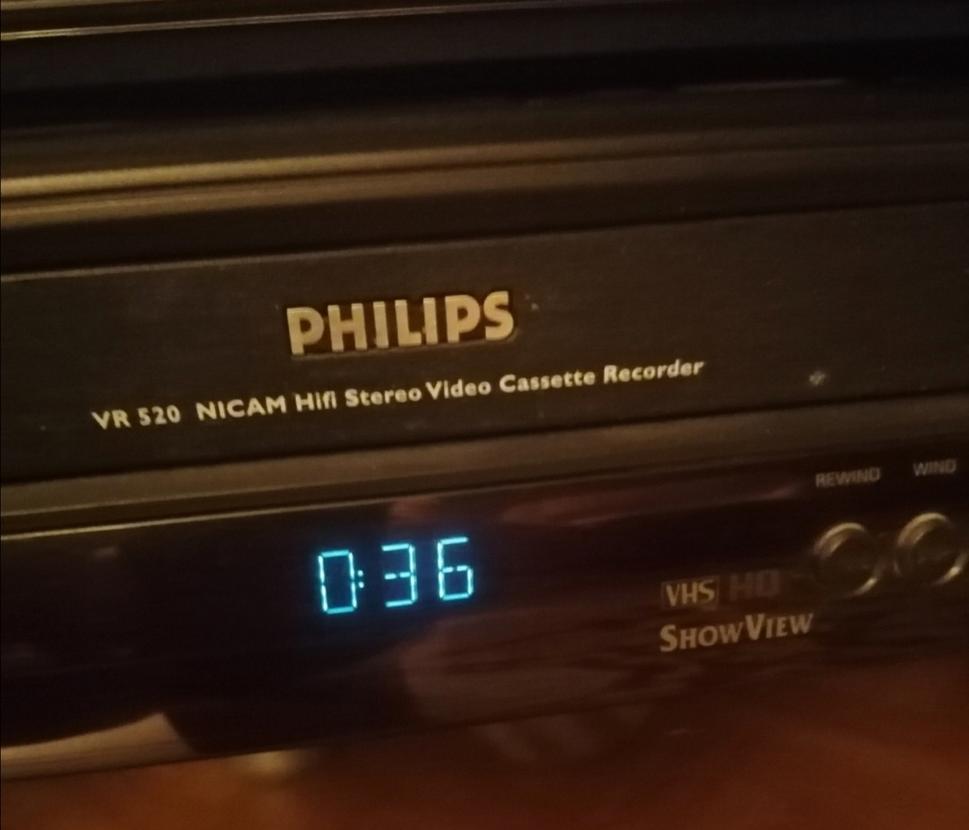 PHILIPS
VR 520 NICAM Hifi Stereo Video Cassette Recorder
REWIND WIND
0:36
VHS HQ
SHOWVIEW